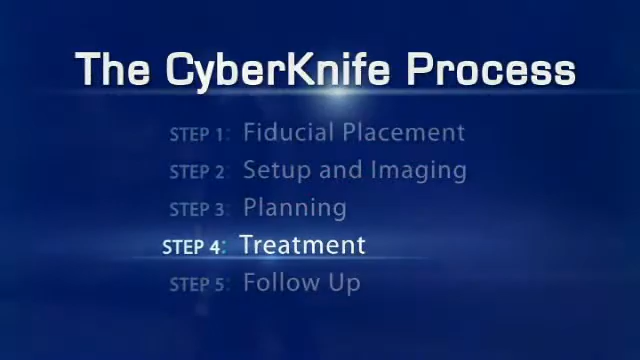 The CyberKnife Process
STEP 1: Fiducial Placement
STEP 2: Setup and Imaging
STEP 3: Planning
STEP 4: Treatment
STEP 5: Follow Up